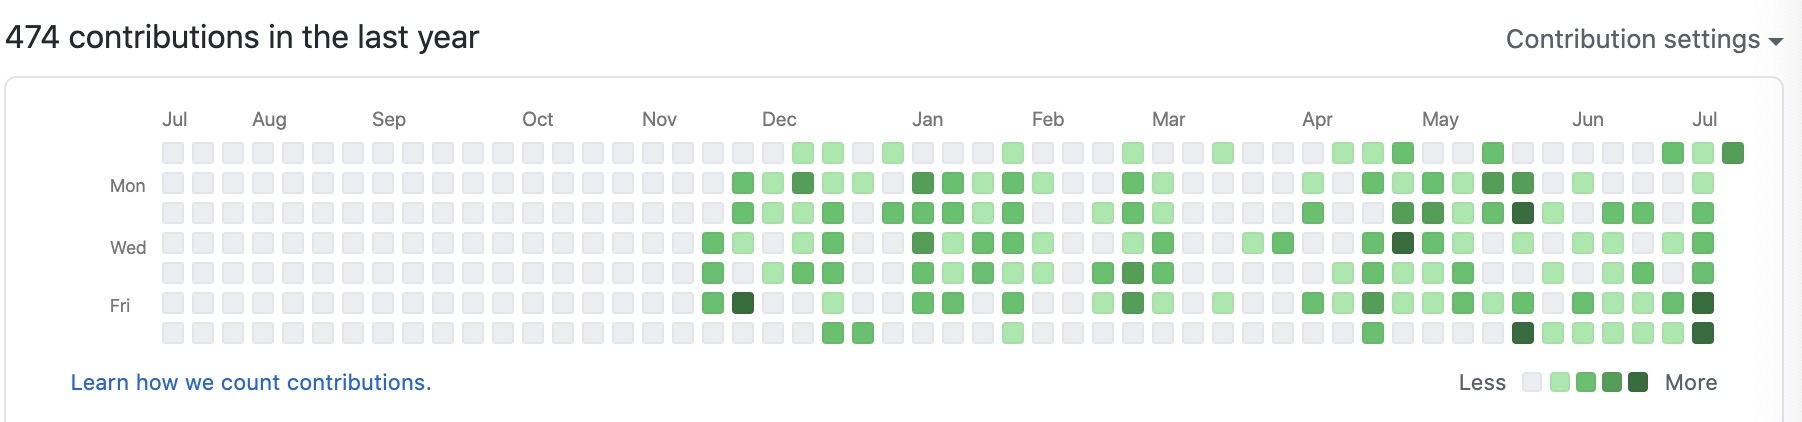 474 contributions in the last year
Contribution settings
Jul Aug Sep Oct Nov Dec Jan Feb Mar Apr May Jun Jul
Mon
Wed
Fri
Learn how we count contributions.
Less More